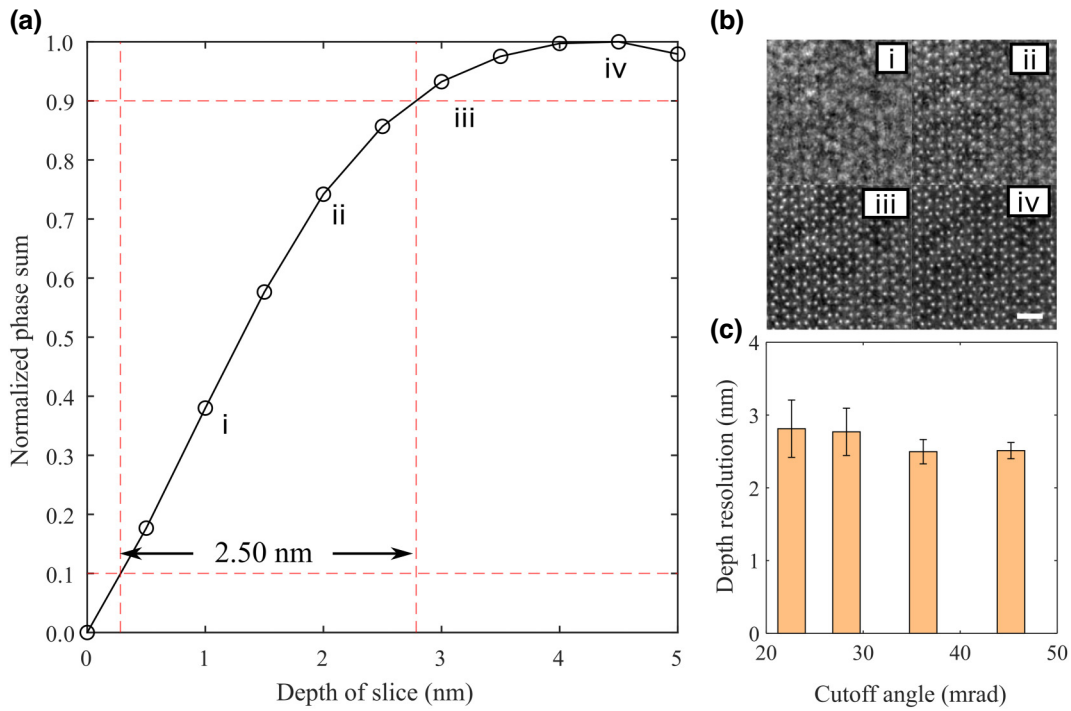 (a)
1.0
0.9
0.8
0.7
0.6
0.5
0.4
0.3
0.2
0.1
0.0
Normalized phase sum
i
ii
iii
iv
2.50 nm
0 1 2 3 4 5
Depth of slice (nm)
(b)
i ii
iii iv
(c)
4
3
2
1
0
Depth resolution (nm)
20 30 40 50
Cutoff angle (mrad)